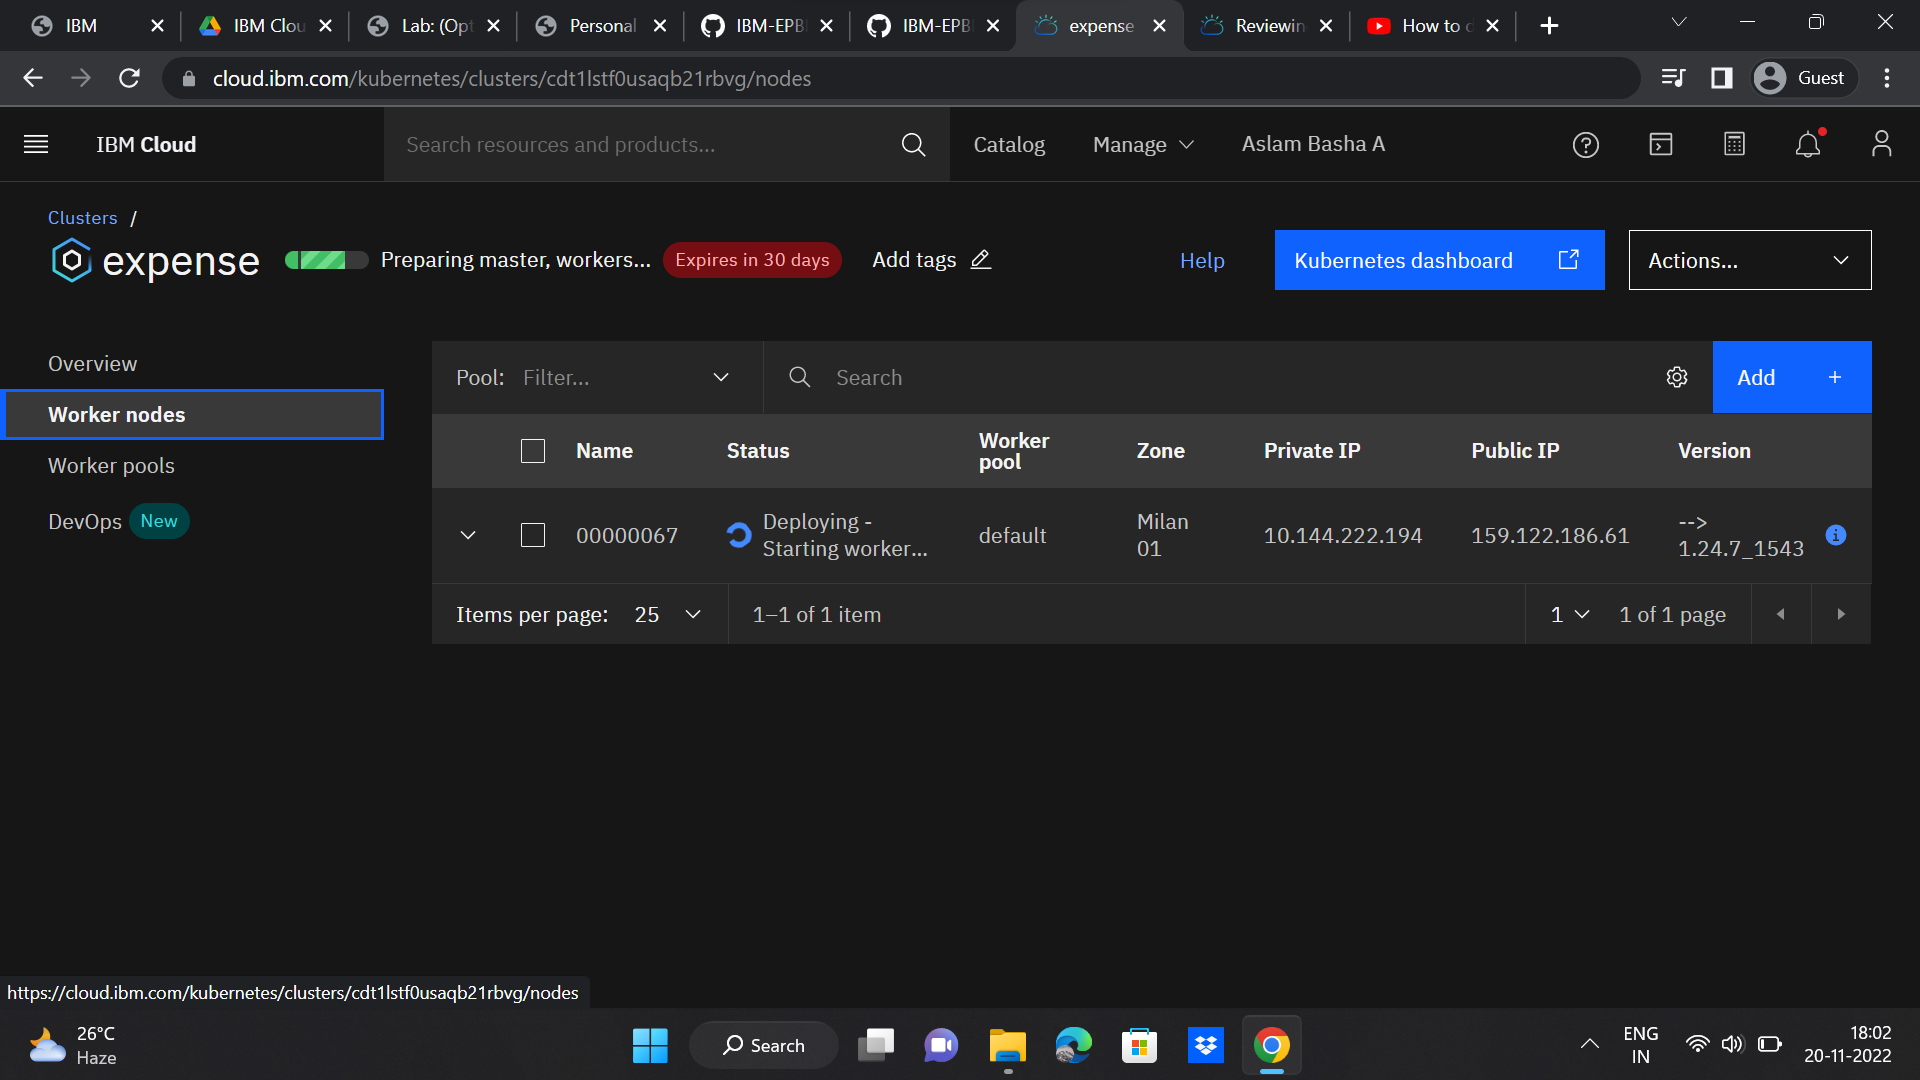 IBM
IBM Clou
Lab: (Opt
Personal
IBM-EPB
IBM-EPB
expense
Reviewin
How to c
cloud.ibm.com/kubernetes/clusters/cdt1lstf0usaqb21rbvg/nodes
Guest
IBM Cloud
Search resources and products...
Catalog
Manage
Aslam Basha A
Clusters /
expense
Preparing master, workers...
Expires in 30 days
Add tags
Help
Kubernetes dashboard
Actions...
Overview
Worker nodes
Worker pools
DevOps New
Pool: Filter...
Search
Add +
Name
Status
Worker pool
Zone
Private IP
Public IP
Version
00000067
Deploying -
Starting worker...
default
Milan
01
10.144.222.194
159.122.186.61
-->
1.24.7_1543
Items per page: 25
1–1 of 1 item
1
1 of 1 page
https://cloud.ibm.com/kubernetes/clusters/cdt1lstf0usaqb21rbvg/nodes
26°C
Haze
Search
ENG
IN
18:02
20-11-2022